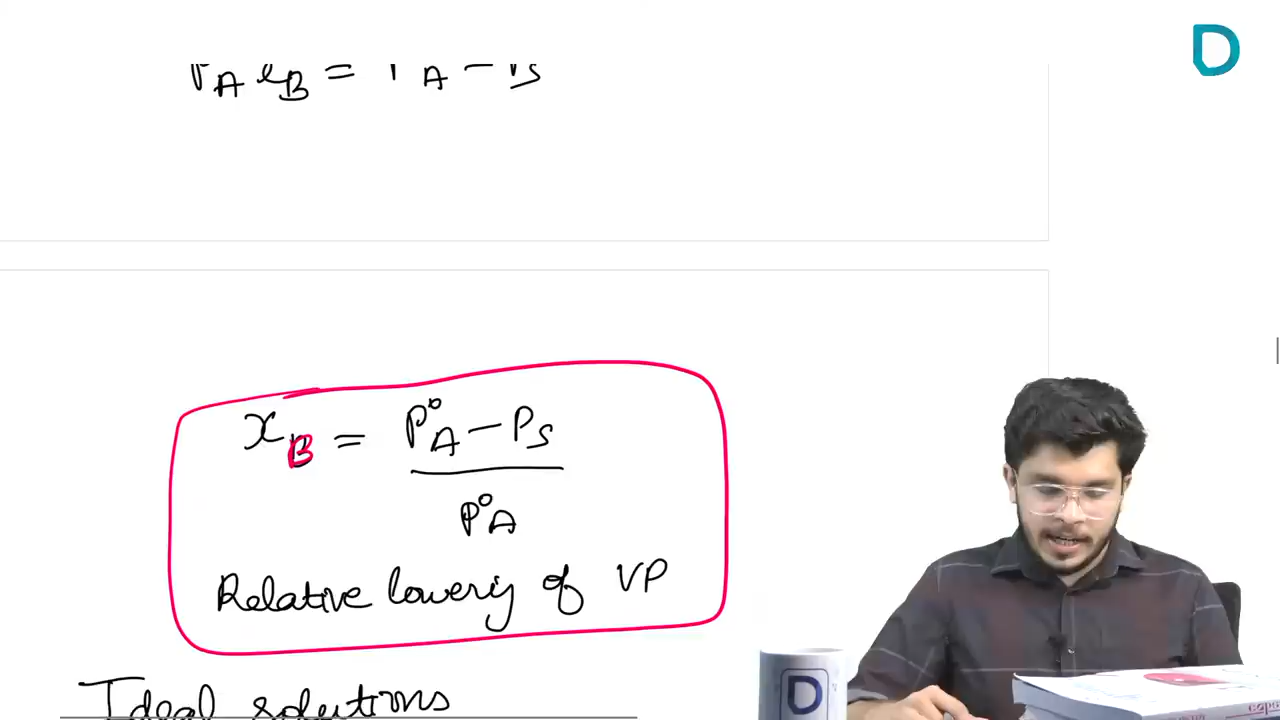 x_B = P°_A – P_S
P°_A
Relative lowering of VP
Ideal solutions
D
D